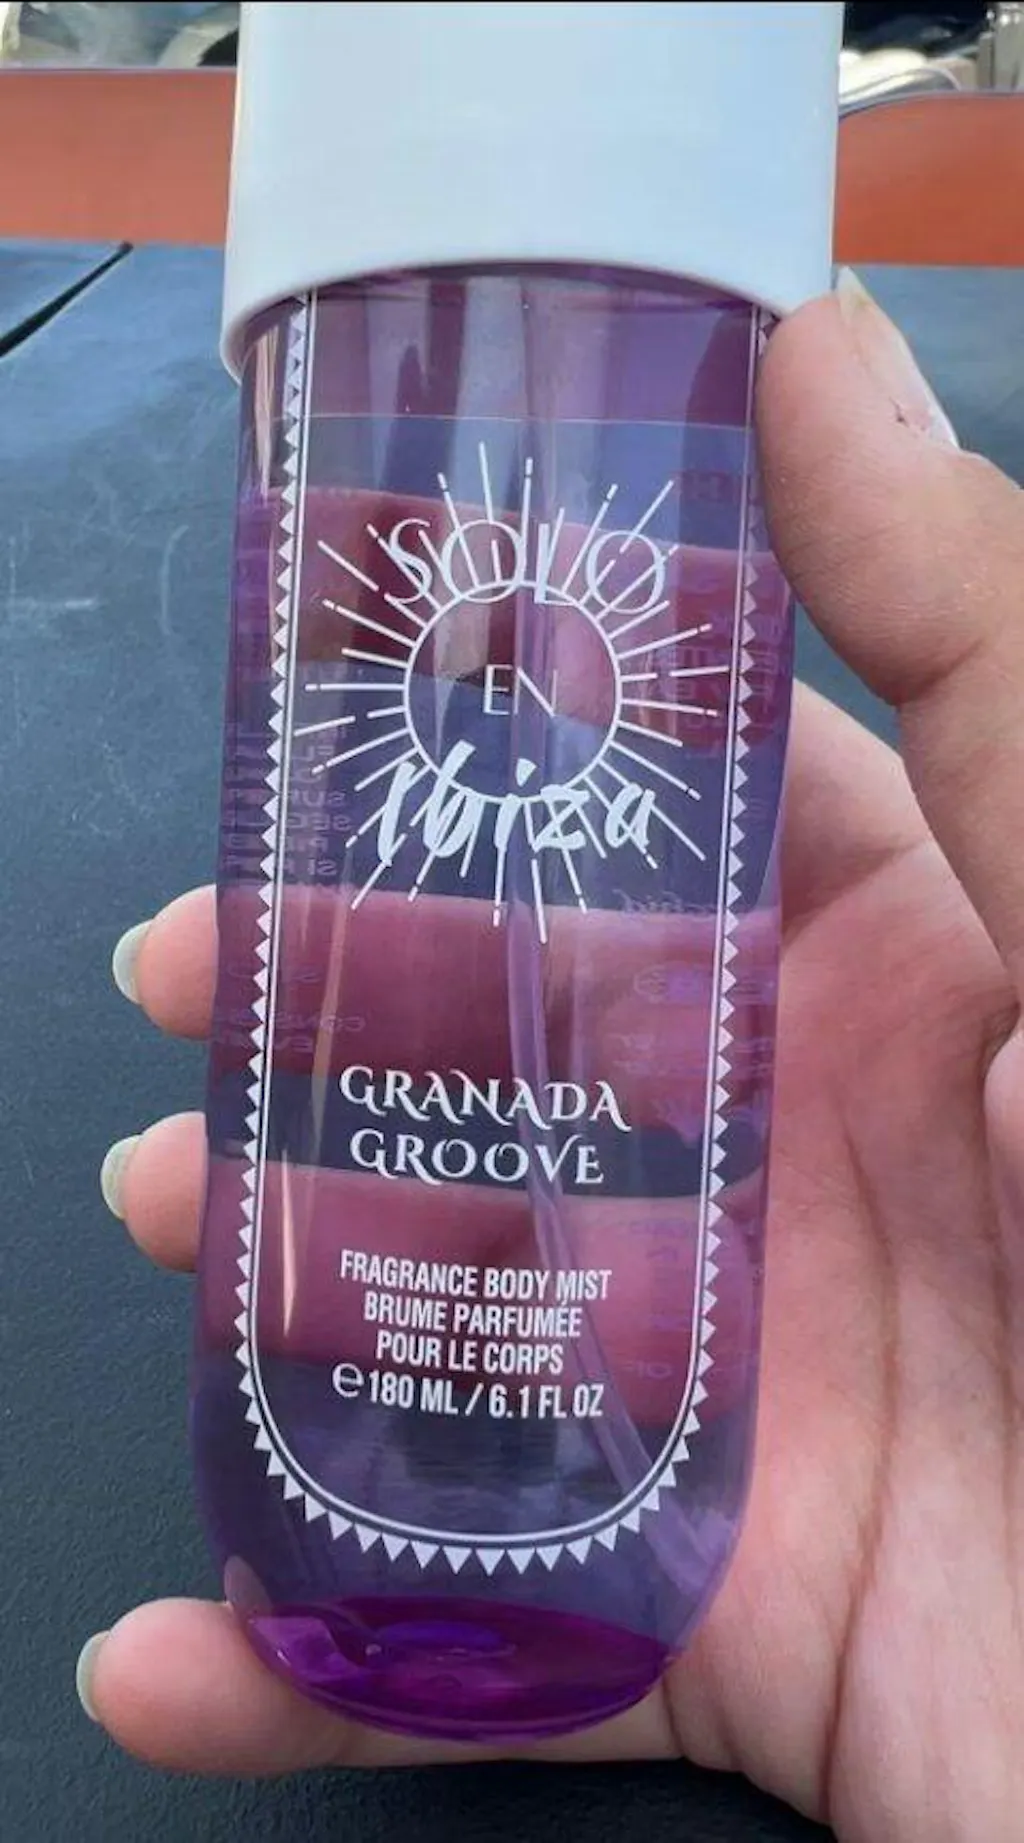 SOLO
EN
Ibiza
GRANADA
GROOVE
FRAGRANCE BODY MIST
BRUME PARFUMÉE
POUR LE CORPS
℮ 180 ML / 6.1 FL OZ